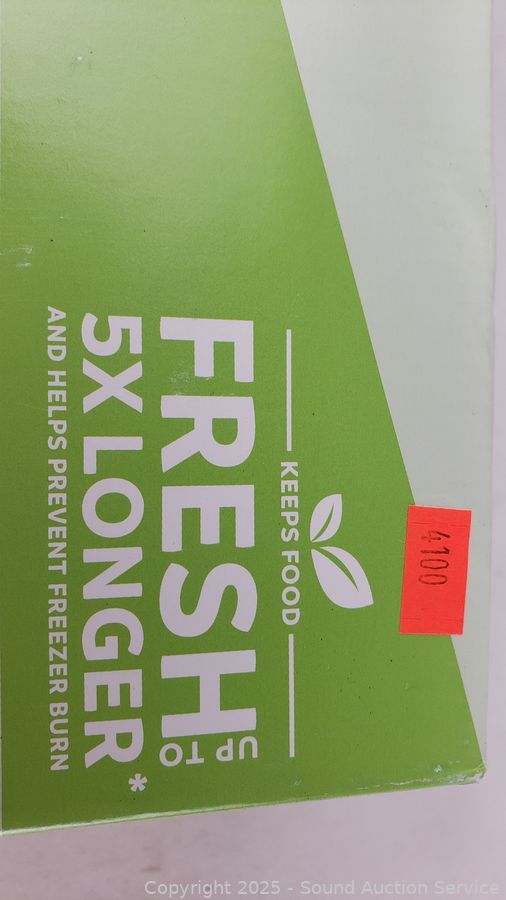 KEEPS FOOD
FRESH UP TO
5X LONGER*
AND HELPS PREVENT FREEZER BURN
4100
Copyright 2025 - Sound Auction Service